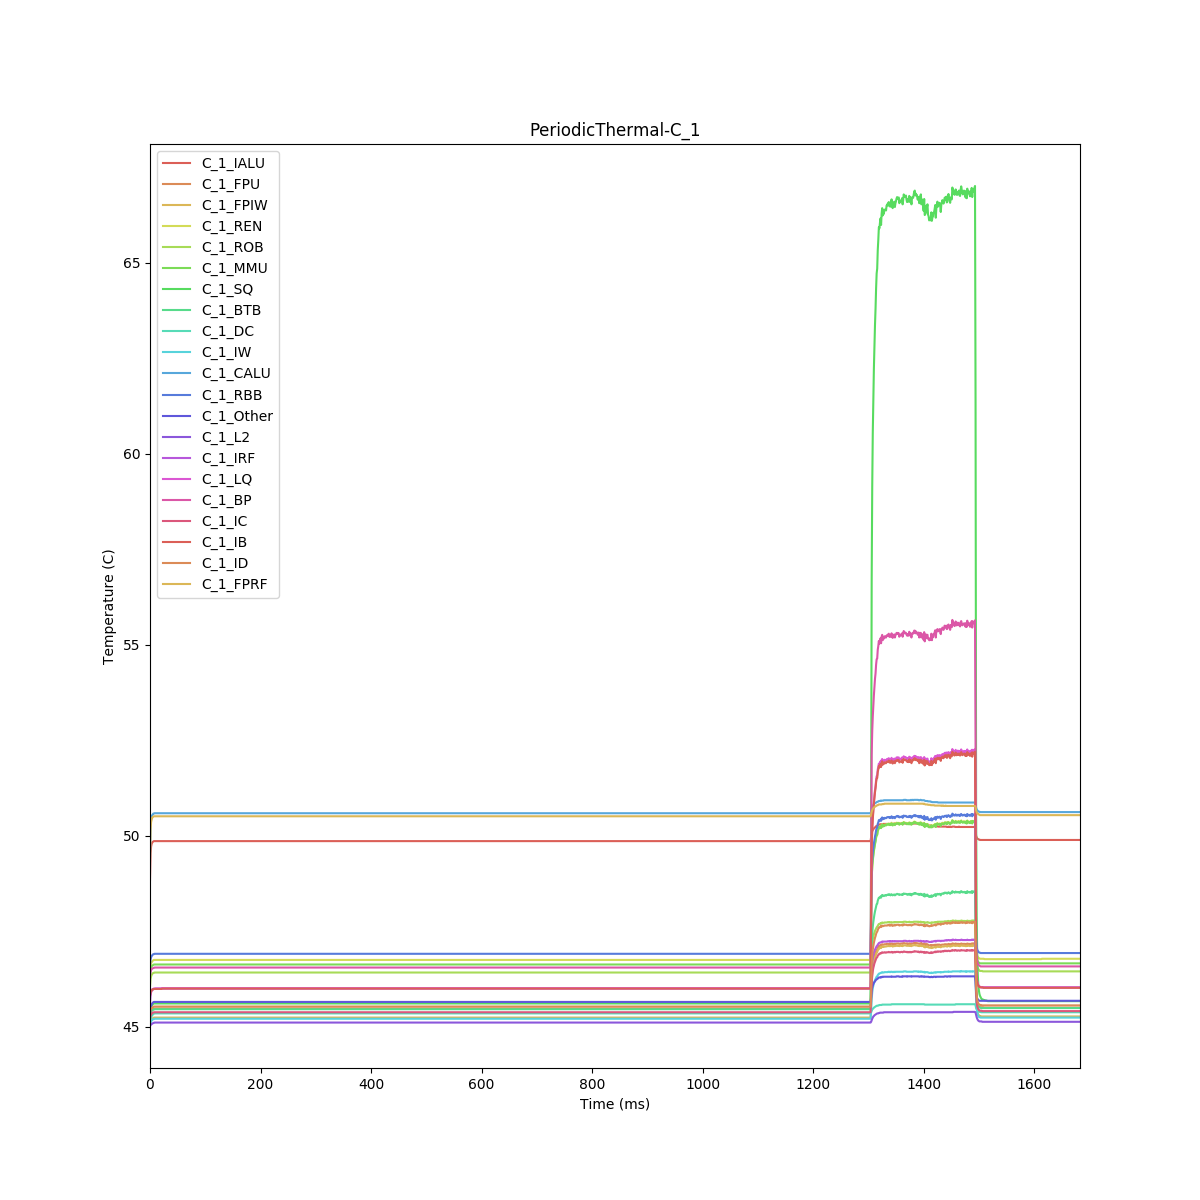 PeriodicThermal-C_1
C_1_IALU
C_1_FPU
C_1_FPIW
C_1_REN
C_1_ROB
C_1_MMU
C_1_SQ
C_1_BTB
C_1_DC
C_1_IW
C_1_CALU
C_1_RBB
C_1_Other
C_1_L2
C_1_IRF
C_1_LQ
C_1_BP
C_1_IC
C_1_IB
C_1_ID
C_1_FPRF
65
60
55
50
45
Temperature (C)
0 200 400 600 800 1000 1200 1400 1600
Time (ms)